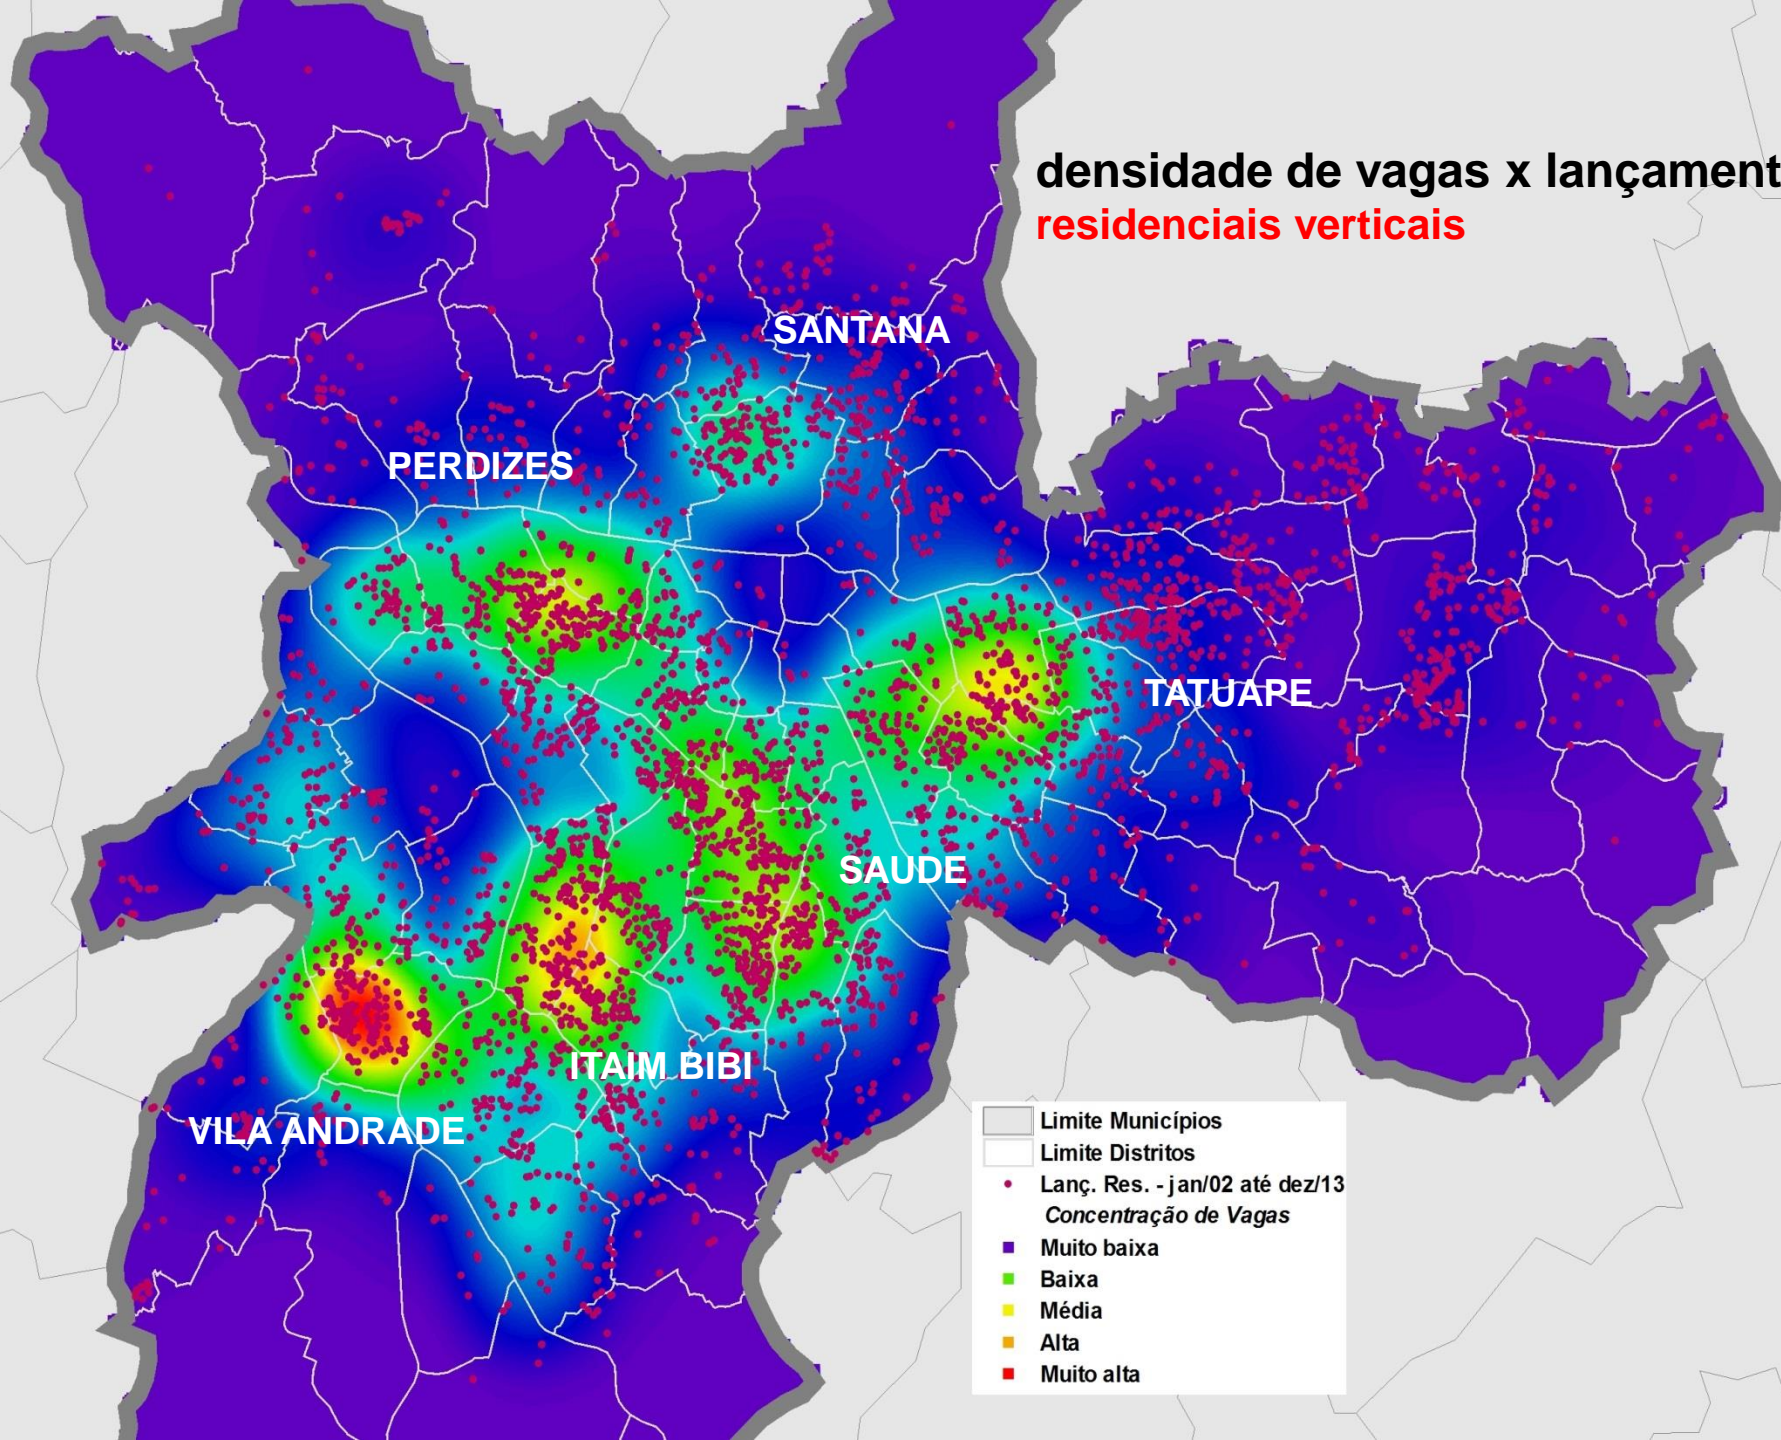 densidade de vagas x lançament
residenciais verticais
SANTANA
PERDIZES
TATUAPE
SAUDE
ITAIM BIBI
VILA ANDRADE
Limite Municípios
Limite Distritos
Lanç. Res. - jan/02 até dez/13
Concentração de Vagas
Muito baixa
Baixa
Média
Alta
Muito alta